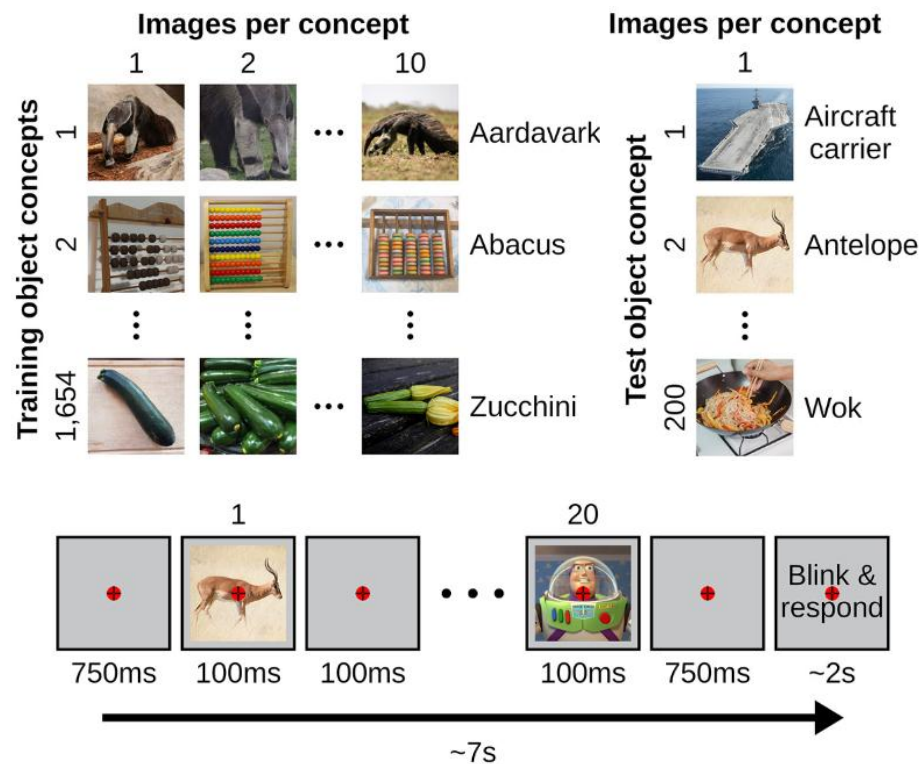 Images per concept
1
2
10
Training object concepts
1
Aardavark
2
Abacus
1,654
Zucchini
Images per concept
1
Test object concept
1
Aircraft
carrier
2
Antelope
200
Wok
1
20
Blink &
respond
750ms
100ms
100ms
100ms
750ms
~2s
~7s